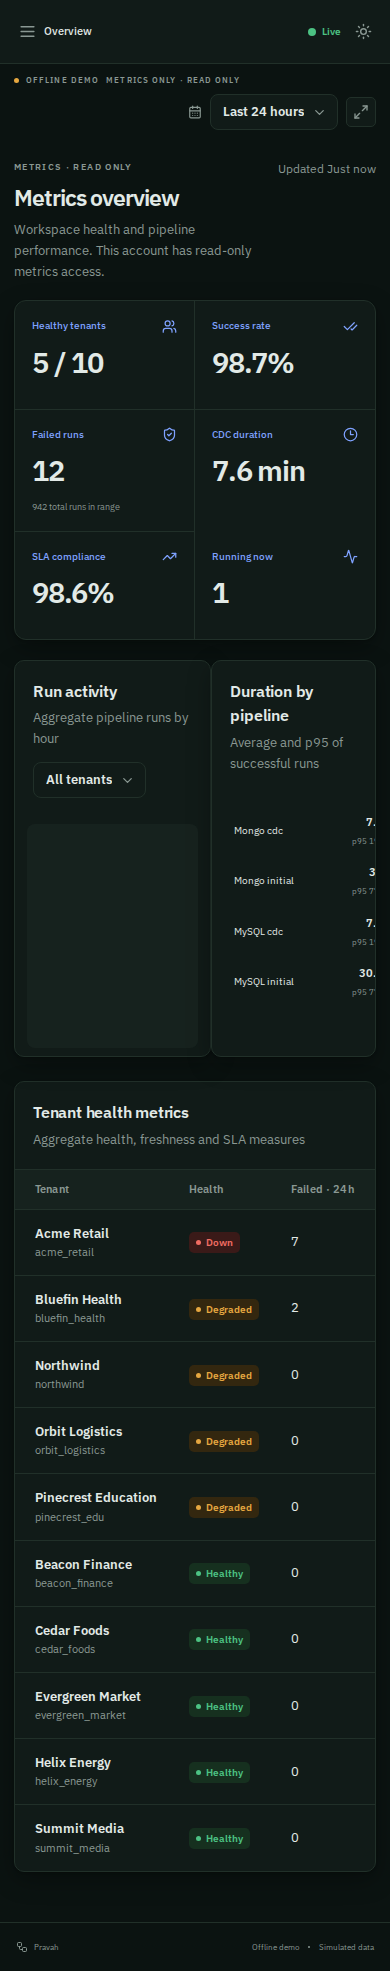 Overview
Live
OFFLINE DEMO METRICS ONLY · READ ONLY
Last 24 hours
METRICS · READ ONLY
Updated Just now
Metrics overview
Workspace health and pipeline
performance. This account has read-only
metrics access.
Healthy tenants
5 / 10
Success rate
98.7%
Failed runs
12
942 total runs in range
CDC duration
7.6 min
SLA compliance
98.6%
Running now
1
Run activity
Aggregate pipeline runs by
hour
All tenants
Duration by
pipeline
Average and p95 of
successful runs
Mongo cdc
7.
p95
Mongo initial
3
p95
MySQL cdc
7.
p95
MySQL initial
30.
p95
Tenant health metrics
Aggregate health, freshness and SLA measures
Tenant Health Failed · 24h
Acme Retail
acme_retail
Down
7
Bluefin Health
bluefin_health
Degraded
2
Northwind
northwind
Degraded
0
Orbit Logistics
orbit_logistics
Degraded
0
Pinecrest Education
pinecrest_edu
Degraded
0
Beacon Finance
beacon_finance
Healthy
0
Cedar Foods
cedar_foods
Healthy
0
Evergreen Market
evergreen_market
Healthy
0
Helix Energy
helix_energy
Healthy
0
Summit Media
summit_media
Healthy
0
Pravah
Offline demo • Simulated data